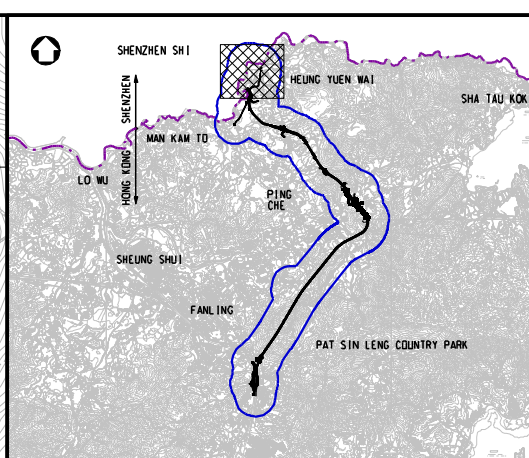 SHENZHEN SHI
HEUNG YUEN WAI
SHENZHEN
SHA TAU KOK
MAN KAM TO
HONG KONG
LO WU
PING
CHE
SHEUNG SHUI
FANLING
PAT SIN LENG COUNTRY PARK